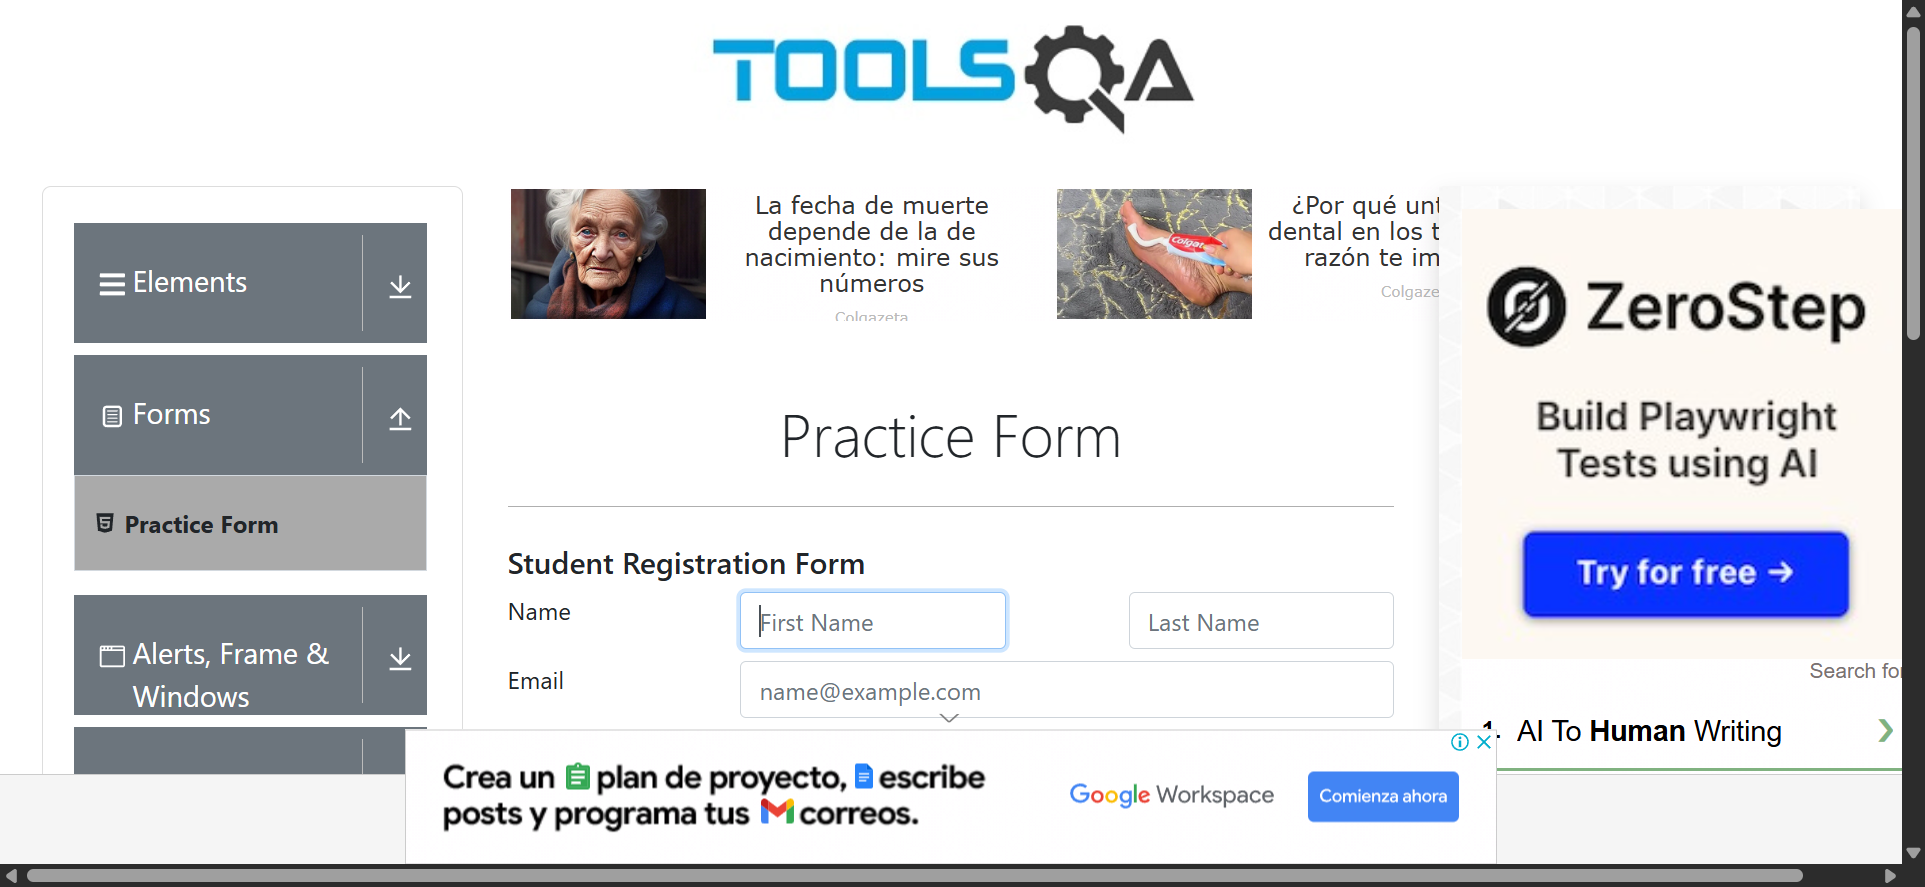 TOOLSQA
La fecha de muerte
depende de la de
nacimiento: mire sus
números
Colgazeta
Colgate
¿Por qué unt
dental en los t
razón te im
Colgaze
Elements
Forms
Practice Form
Alerts, Frame &
Windows
Practice Form
Student Registration Form
Name
First Name
Last Name
Email
name@example.com
ZeroStep
Build Playwright
Tests using AI
Try for free →
Search for
1. AI To Human Writing
Crea un plan de proyecto, escribe
posts y programa tus correos.
Google Workspace
Comienza ahora